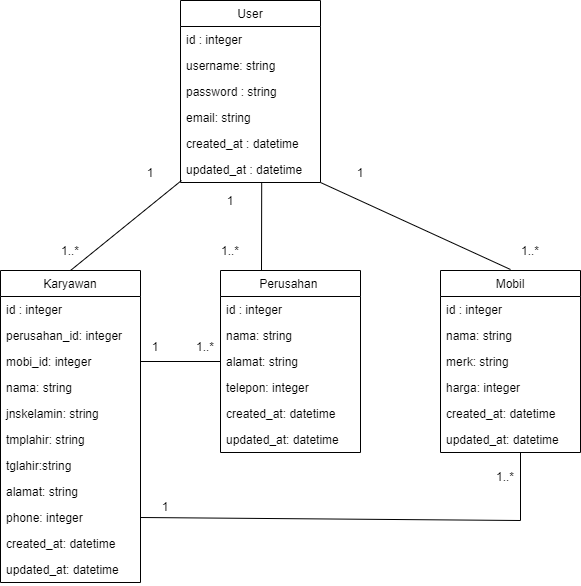 User
id : integer
username: string
password : string
email: string
created_at : datetime
updated_at : datetime
1
1
1
1..*
1..*
1..*
Karyawan
id : integer
perusahan_id: integer
mobi_id: integer
nama: string
jnskelamin: string
tmplahir: string
tglahir:string
alamat: string
phone: integer
created_at: datetime
updated_at: datetime
1
1..*
Perusahan
id : integer
nama: string
alamat: string
telepon: integer
created_at: datetime
updated_at: datetime
Mobil
id : integer
nama: string
merk: string
harga: integer
created_at: datetime
updated_at: datetime
1..*
1